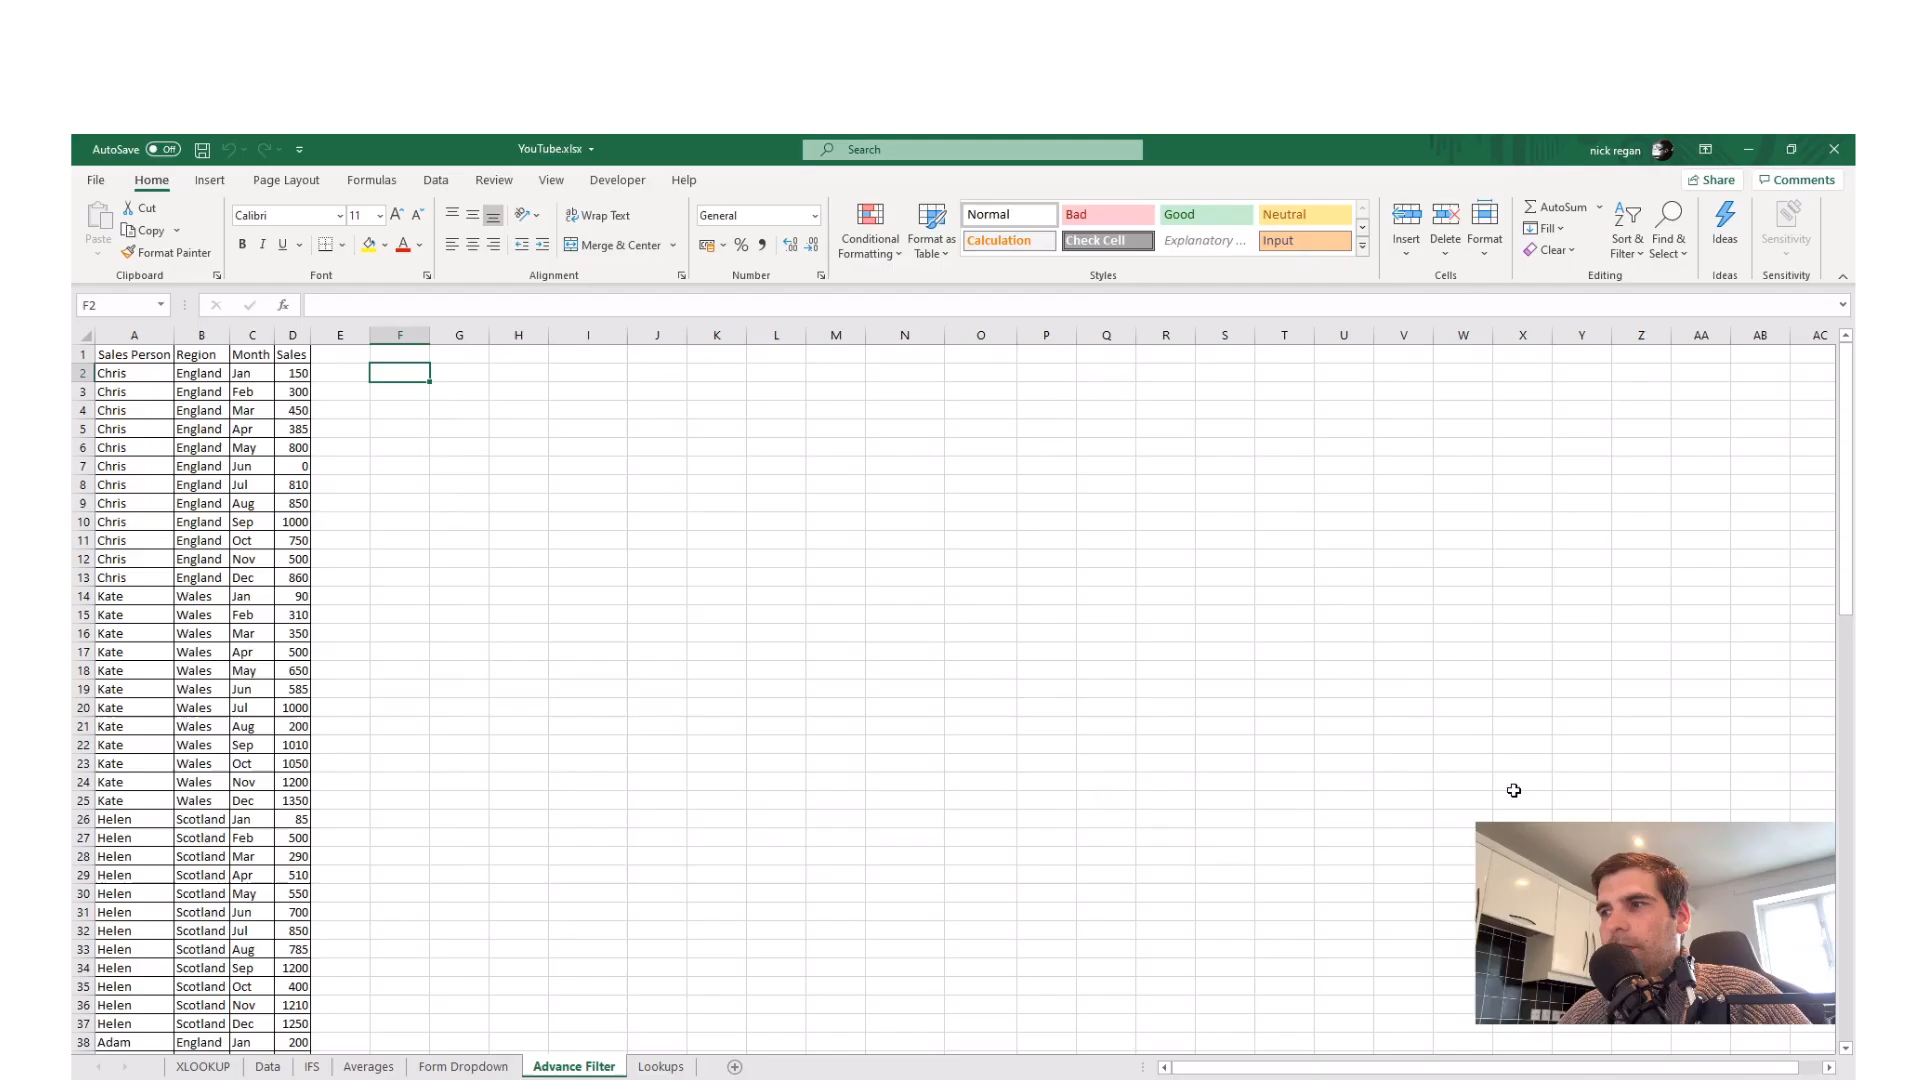 AutoSave Off YouTube.xlsx Search nick regan
File Home Insert Page Layout Formulas Data Review View Developer Help Share Comments
Paste Cut Copy Format Painter Clipboard
Calibri 11 A A B I U A Font
Wrap Text Merge & Center Alignment
General % , Number
Conditional Formatting Format as Table Normal Bad Good Neutral Calculation Check Cell Explanatory ... Input Styles
Insert Delete Format Cells
AutoSum Fill Clear Sort & Filter Find & Select Editing
Ideas Ideas
Sensitivity Sensitivity
F2 fx
A B C D E F G H I J K L M N O P Q R S T U V W X Y Z AA AB AC
1 Sales Person Region Month Sales
2 Chris England Jan 150
3 Chris England Feb 300
4 Chris England Mar 450
5 Chris England Apr 385
6 Chris England May 800
7 Chris England Jun 0
8 Chris England Jul 810
9 Chris England Aug 850
10 Chris England Sep 1000
11 Chris England Oct 750
12 Chris England Nov 500
13 Chris England Dec 860
14 Kate Wales Jan 90
15 Kate Wales Feb 310
16 Kate Wales Mar 350
17 Kate Wales Apr 500
18 Kate Wales May 650
19 Kate Wales Jun 585
20 Kate Wales Jul 1000
21 Kate Wales Aug 200
22 Kate Wales Sep 1010
23 Kate Wales Oct 1050
24 Kate Wales Nov 1200
25 Kate Wales Dec 1350
26 Helen Scotland Jan 85
27 Helen Scotland Feb 500
28 Helen Scotland Mar 290
29 Helen Scotland Apr 510
30 Helen Scotland May 550
31 Helen Scotland Jun 700
32 Helen Scotland Jul 850
33 Helen Scotland Aug 785
34 Helen Scotland Sep 1200
35 Helen Scotland Oct 400
36 Helen Scotland Nov 1210
37 Helen Scotland Dec 1250
38 Adam England Jan 200
XLOOKUP Data IFS Averages Form Dropdown Advance Filter Lookups